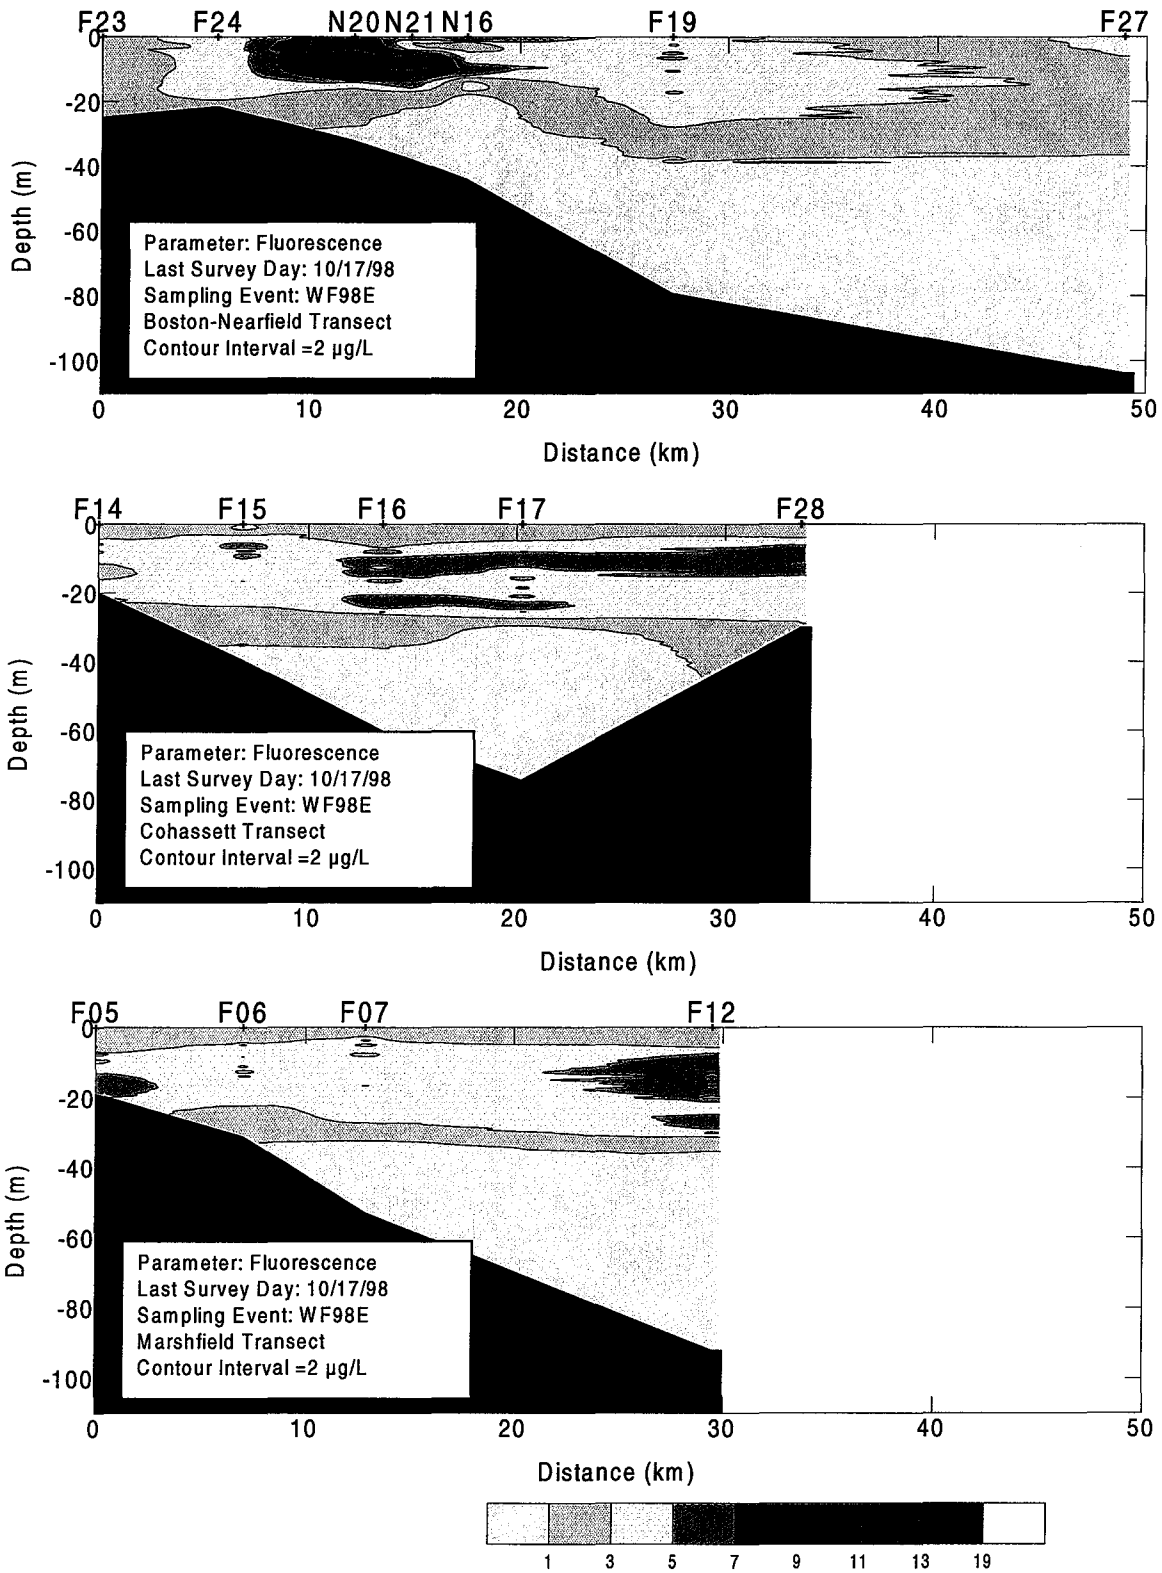 F23 F24 N20 N21 N16 F19 F27
0
-20
-40
-60
-80
-100
Depth (m)
Parameter: Fluorescence
Last Survey Day: 10/17/98
Sampling Event: WF98E
Boston-Nearfield Transect
Contour Interval =2 µg/L
0 10 20 30 40 50
Distance (km)
F14 F15 F16 F17 F28
0
-20
-40
-60
-80
-100
Depth (m)
Parameter: Fluorescence
Last Survey Day: 10/17/98
Sampling Event: WF98E
Cohassett Transect
Contour Interval =2 µg/L
0 10 20 30 40 50
Distance (km)
F05 F06 F07 F12
0
-20
-40
-60
-80
-100
Depth (m)
Parameter: Fluorescence
Last Survey Day: 10/17/98
Sampling Event: WF98E
Marshfield Transect
Contour Interval =2 µg/L
0 10 20 30 40 50
Distance (km)
1 3 5 7 9 11 13 19